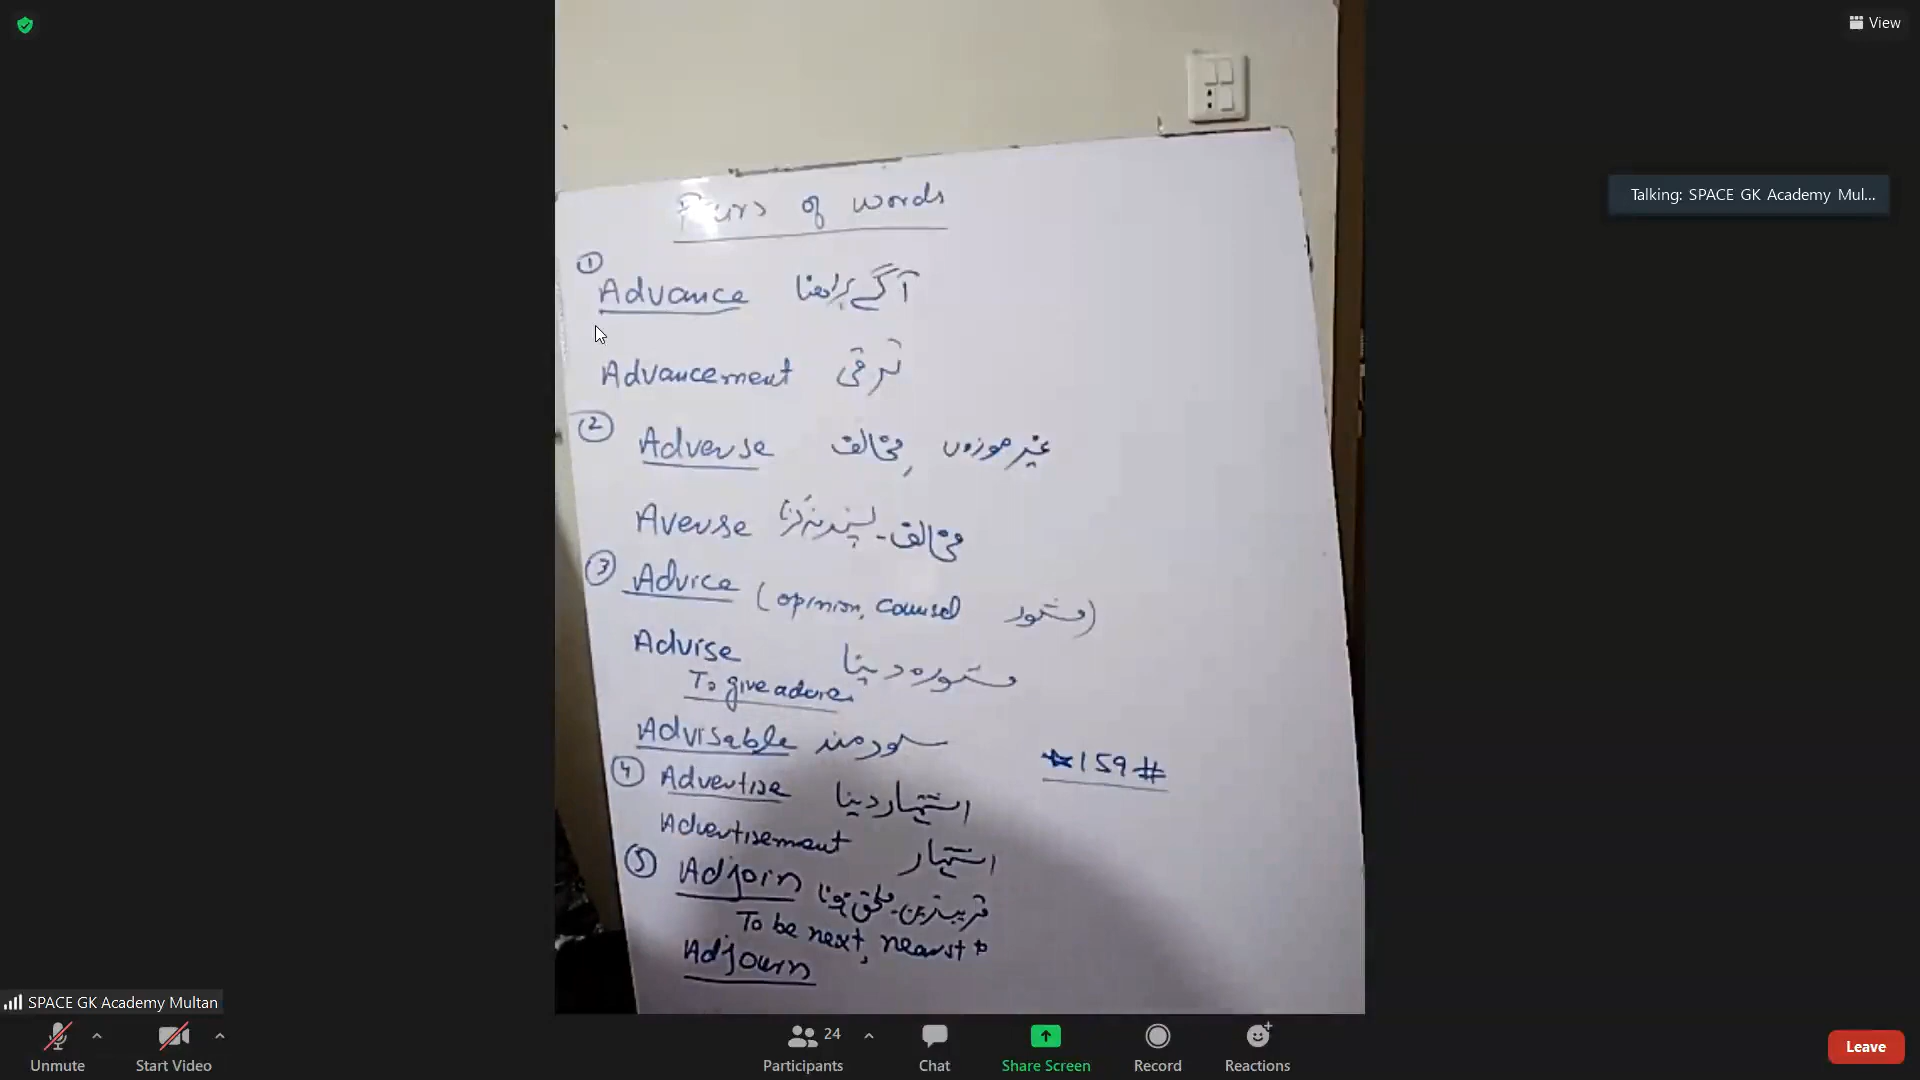 View
Talking: SPACE GK Academy Mul...
Pairs of words
① Advance آگے بڑھنا
Advancement ترقی
② Adverse غیر موزوں, مخالف
Averse مخالف - پسند نہ کرنا
③ Advice (opinion, counsel مشورہ)
Advise مشورہ دینا
To give advice.
Advisable سود مند
*159#
④ Advertise اشتہار دینا
Advertisement اشتہار
⑤ Adjoin قریب ترین - ملحق ہونا
To be next, nearst to
Adjourn
SPACE GK Academy Multan
Unmute
Start Video
Participants 24
Chat
Share Screen
Record
Reactions
Leave